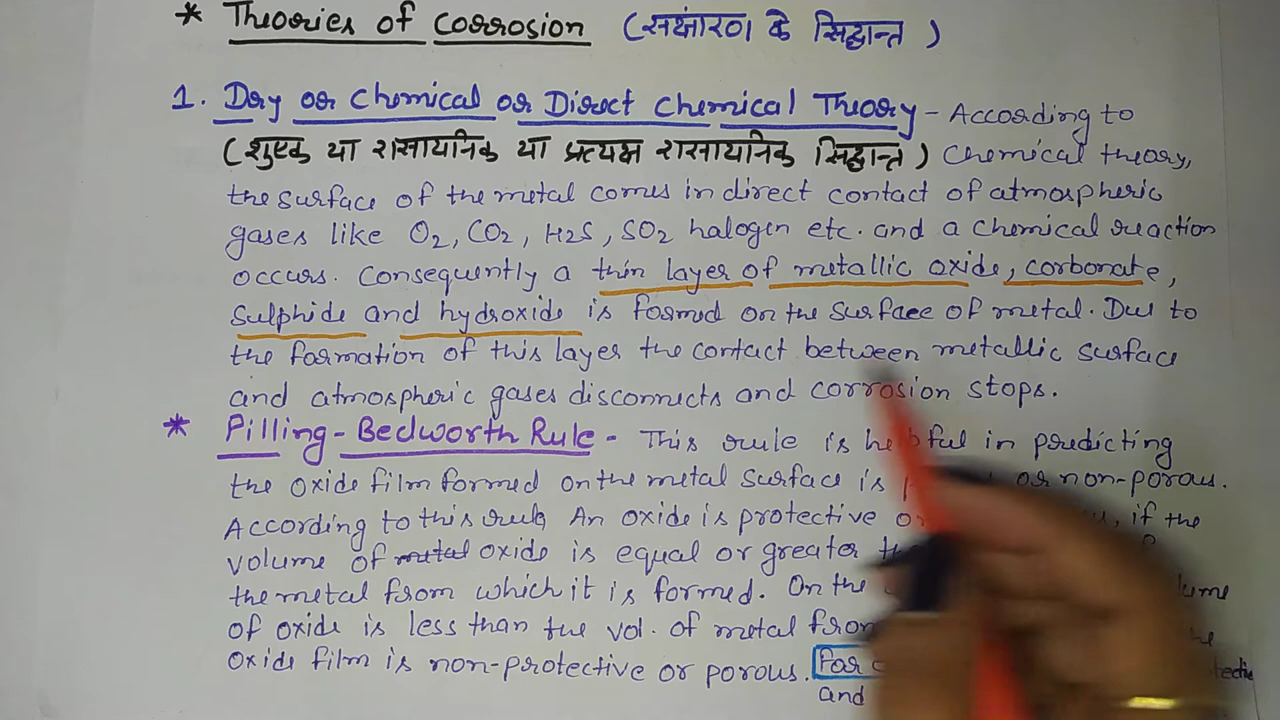 * Theories of Corrosion (संक्षारण के सिद्धान्त)
1. Dry or Chemical or Direct Chemical Theory - According to
(शुष्क या रासायनिक या प्रत्यक्ष रासायनिक सिद्धान्त) Chemical theory,
the surface of the metal comes in direct contact of atmospheric
gases like O₂, CO₂, H2S, SO₂ halogen etc. and a chemical reaction
occurs. Consequently a thin layer of metallic oxide, corbonate,
Sulphide and hydroxide is formed on the surface of metal. Due to
the formation of this layer the contact between metallic surface
and atmospheric gases disconnects and corrosion stops.
* Pilling-Bedworth Rule - This rule is helpful in predicting
the oxide film formed on the metal surface is or non-porous.
According to this rule, An oxide is protective or if the
volume of metal oxide is equal or greater
the metal from which it is formed. On the
of oxide is less than the vol. of metal from
oxide film is non-protective or porous. For
and